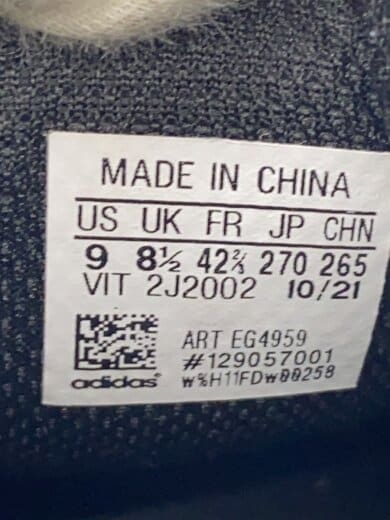 MADE IN CHINA
US UK FR JP CHN
9 8½ 42⅔ 270 265
VIT 2J2002 10/21
ART EG4959
#129057001
adidas® w%H11FDw00258